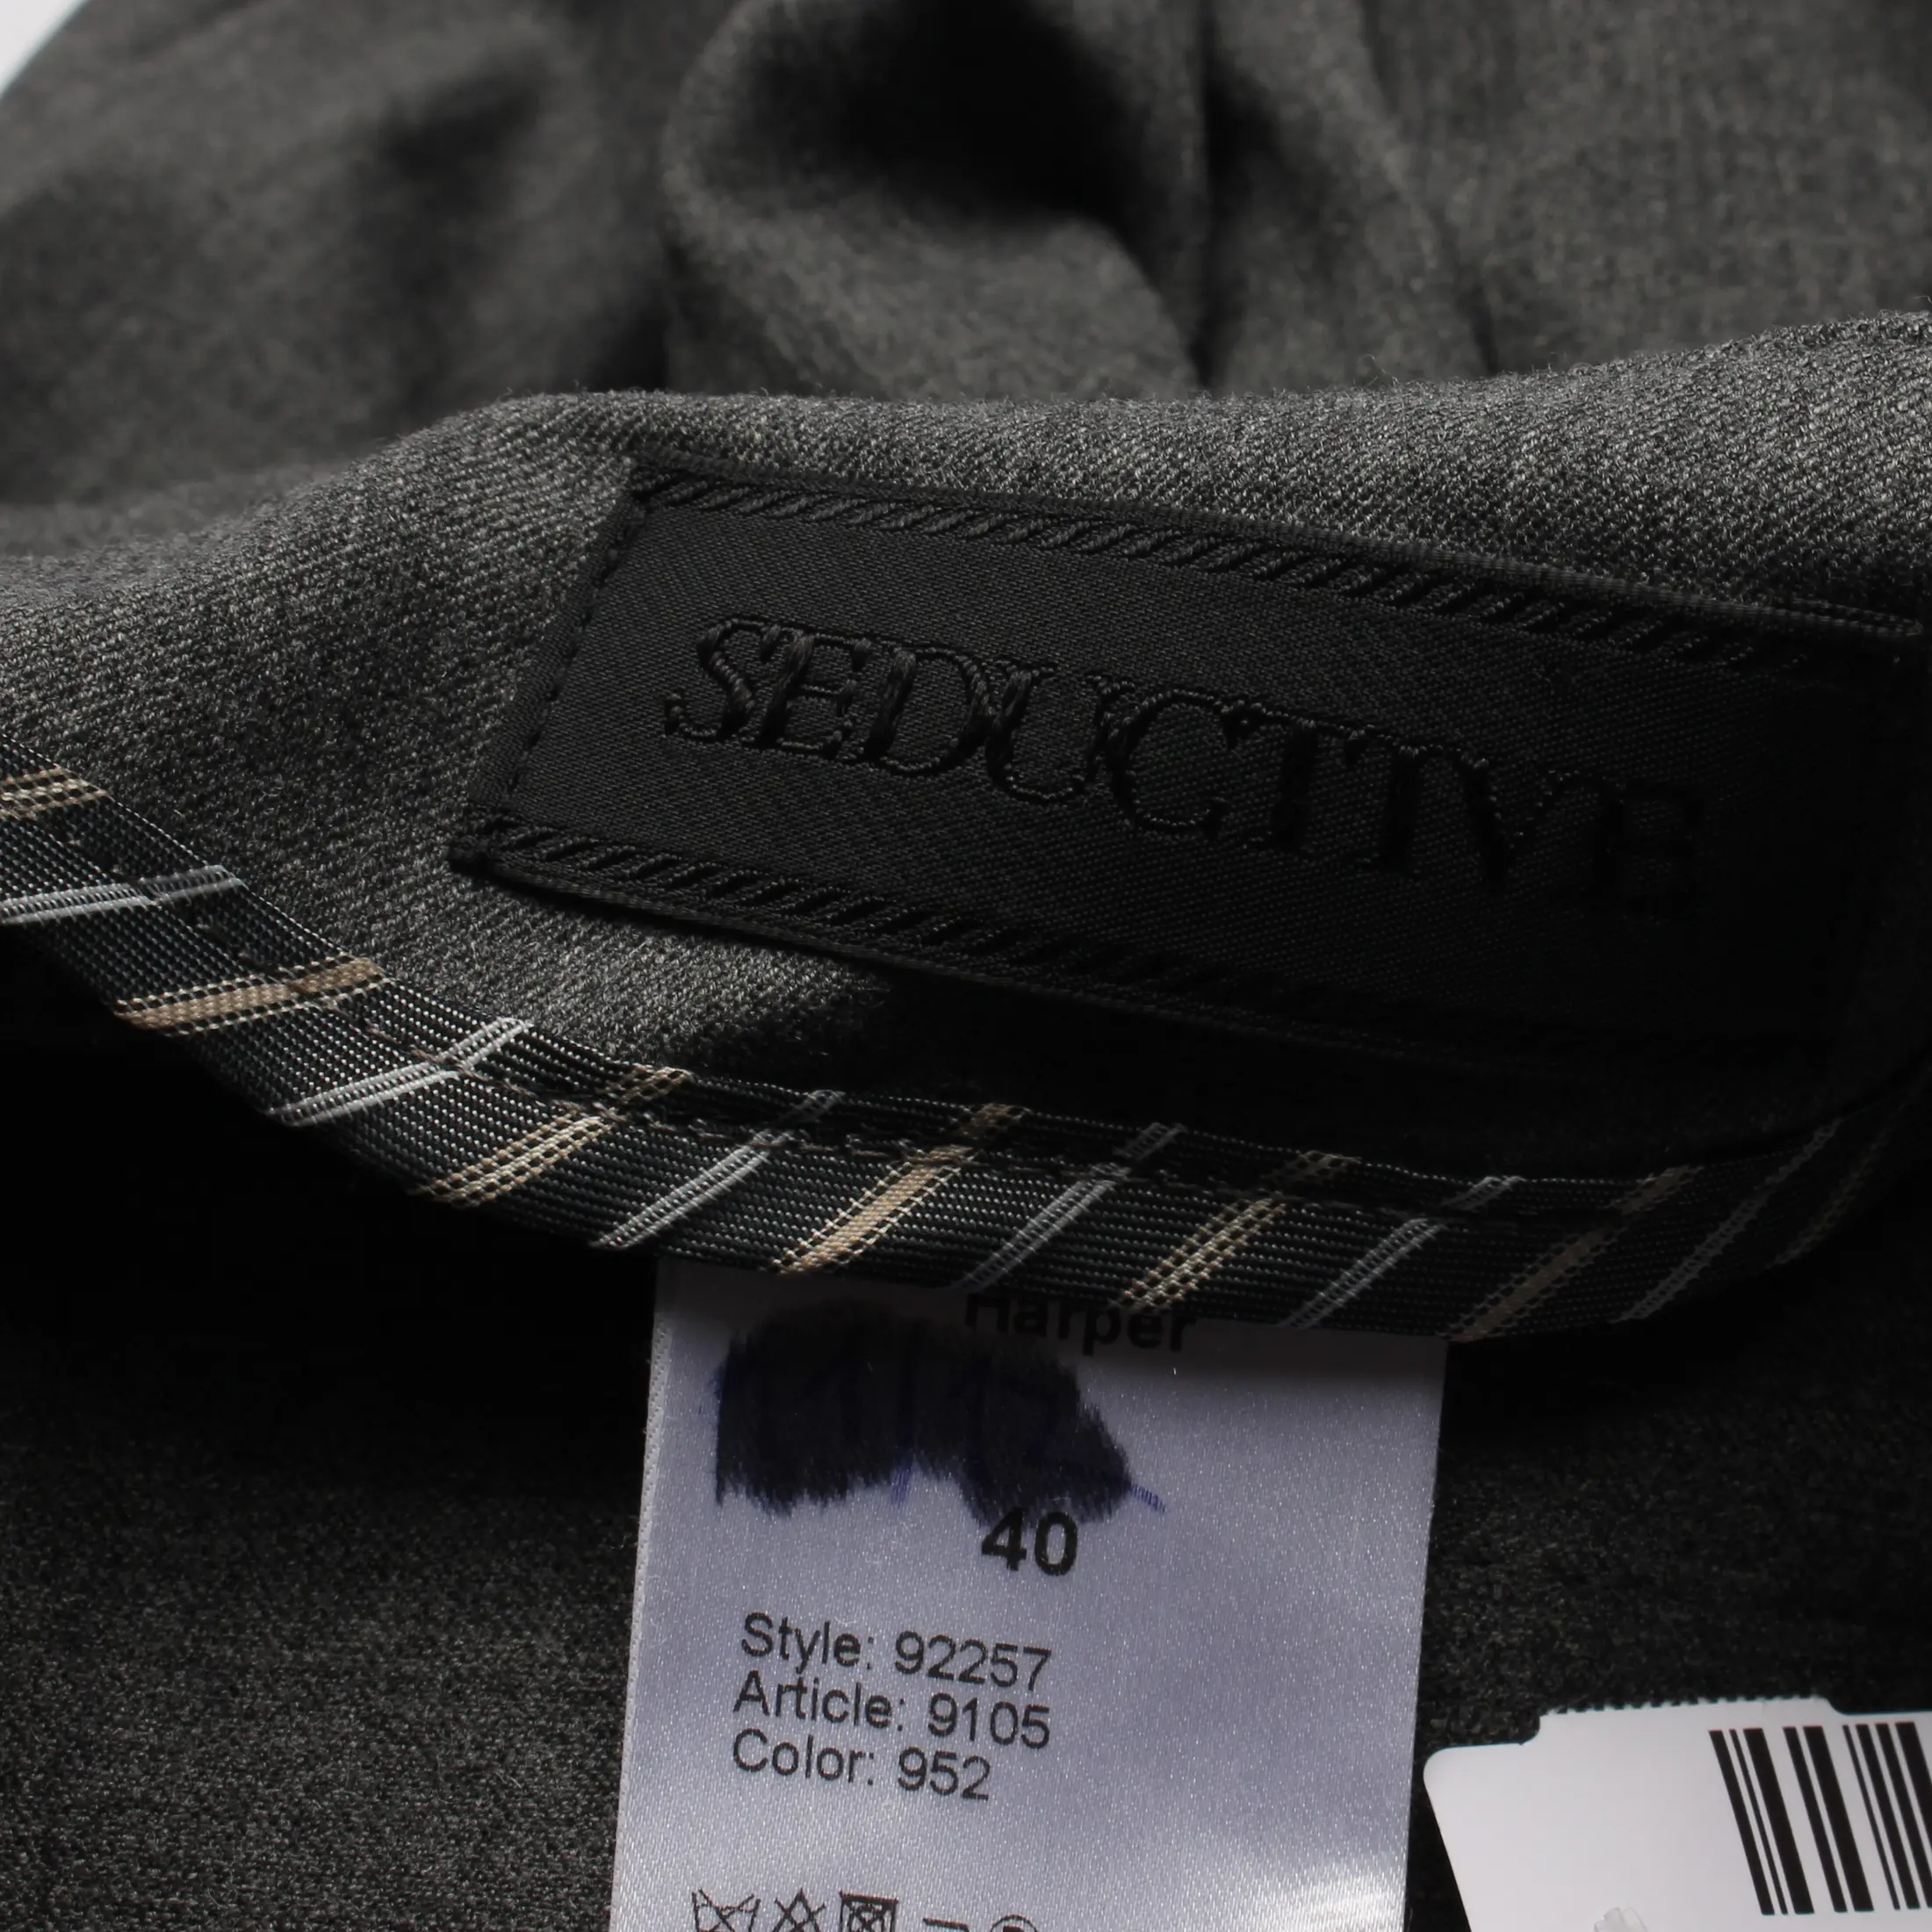 SEDUCTIVE
Harper
40
Style: 92257
Article: 9105
Color: 952